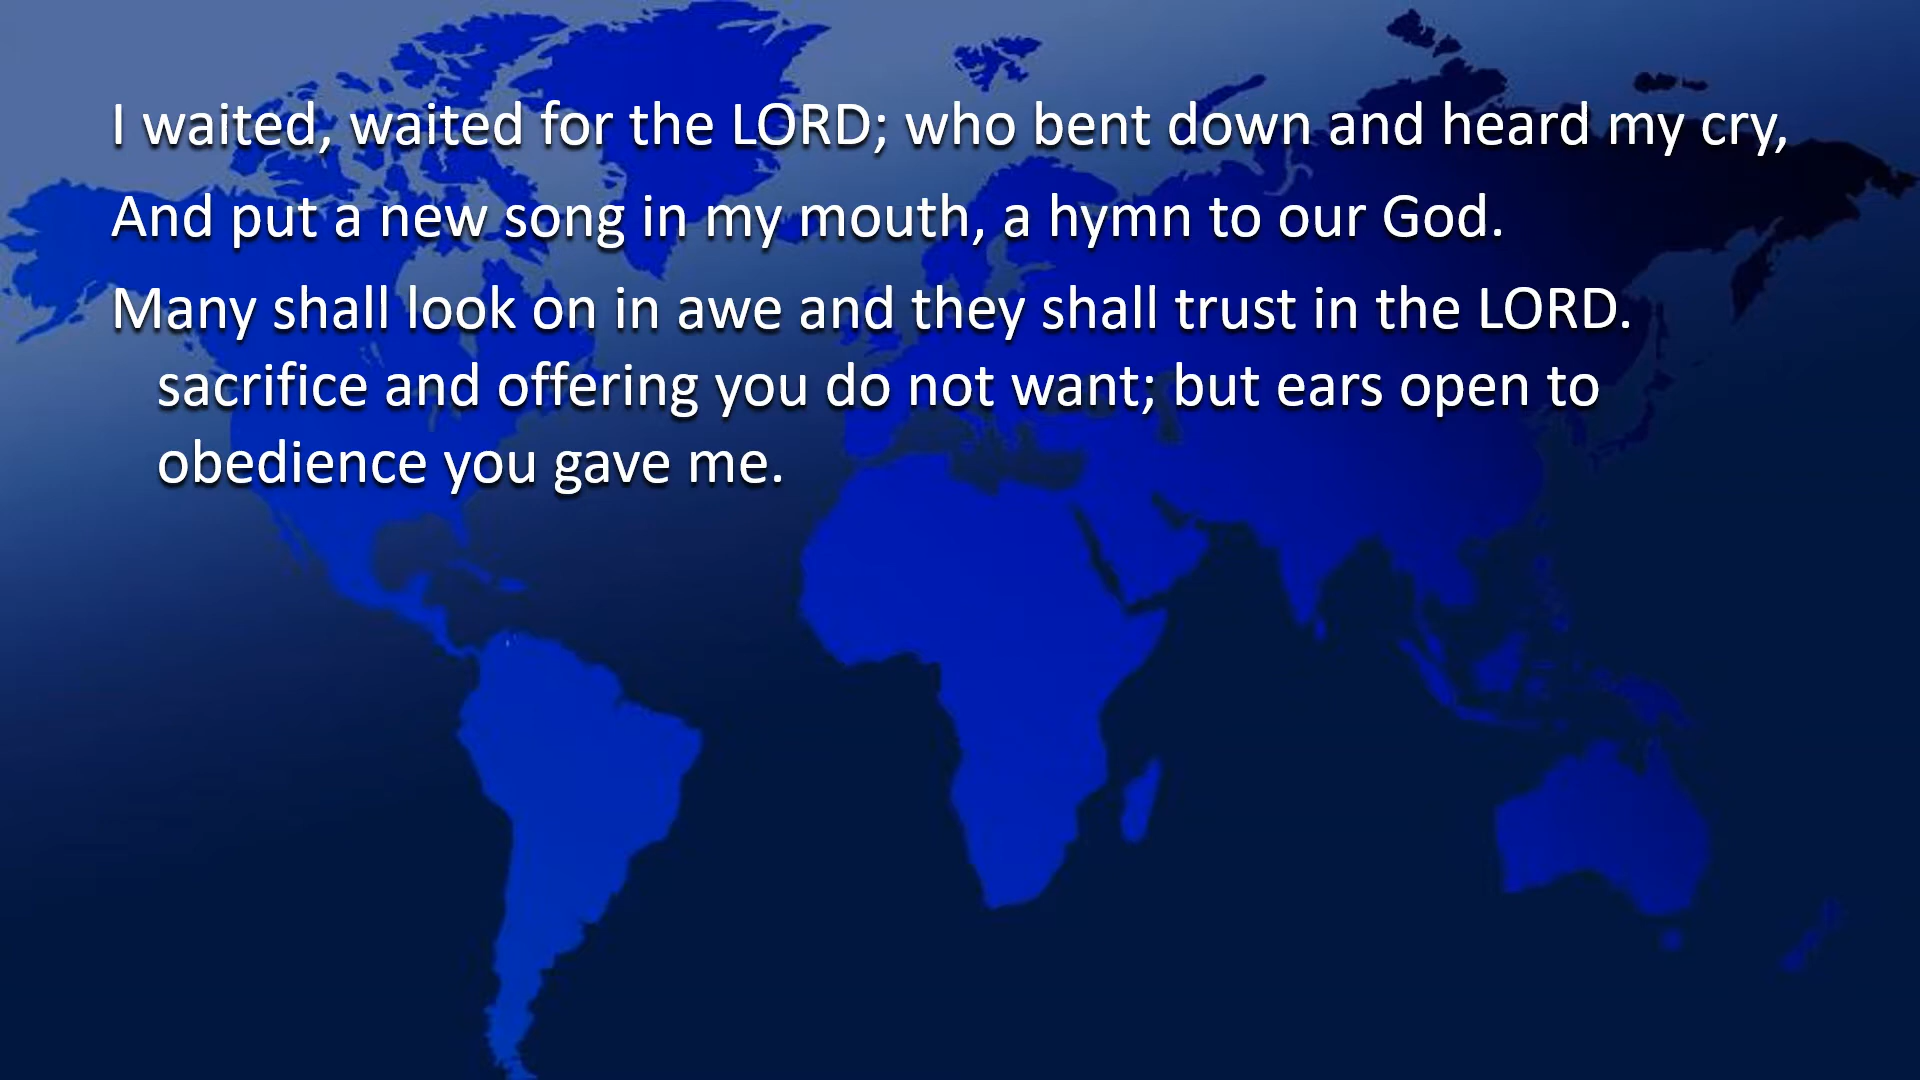 I waited, waited for the LORD; who bent down and heard my cry,
And put a new song in my mouth, a hymn to our God.
Many shall look on in awe and they shall trust in the LORD.
sacrifice and offering you do not want; but ears open to
obedience you gave me.